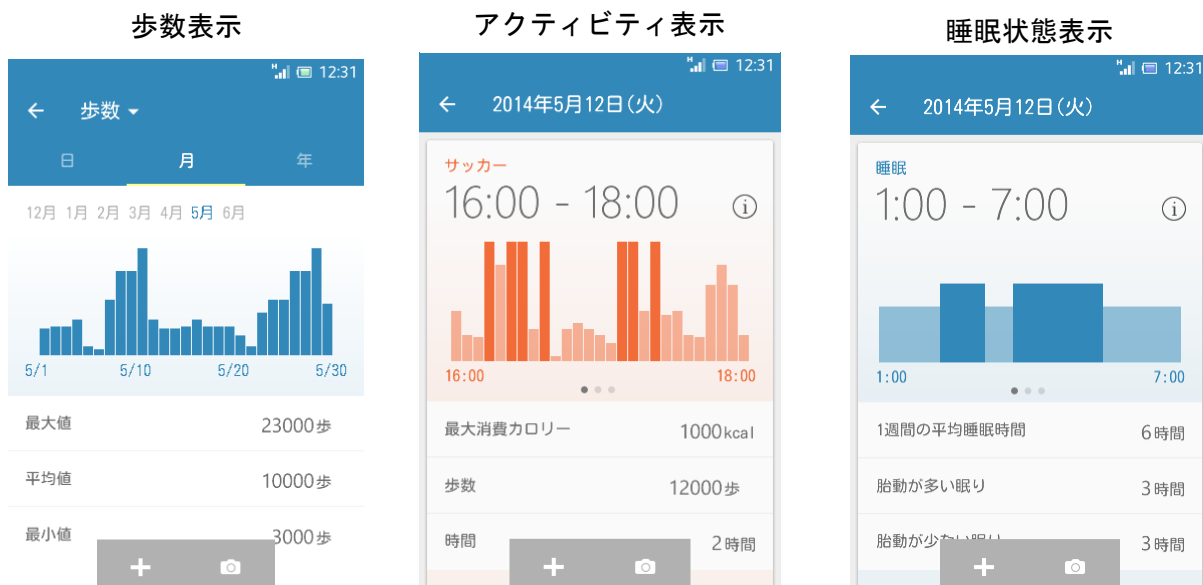 歩数表示
12:31
歩数
日 月 年
12月 1月 2月 3月 4月 5月 6月
5/1 5/10 5/20 5/30
最大値 23000歩
平均値 10000歩
最小値 3000歩
アクティビティ表示
12:31
2014年5月12日(火)
サッカー
16:00 - 18:00
16:00 18:00
最大消費カロリー 1000kcal
歩数 12000歩
時間 2時間
睡眠状態表示
12:31
2014年5月12日(火)
睡眠
1:00 - 7:00
1:00 7:00
1週間の平均睡眠時間 6時間
胎動が多い眠り 3時間
胎動が少ない眠り 3時間